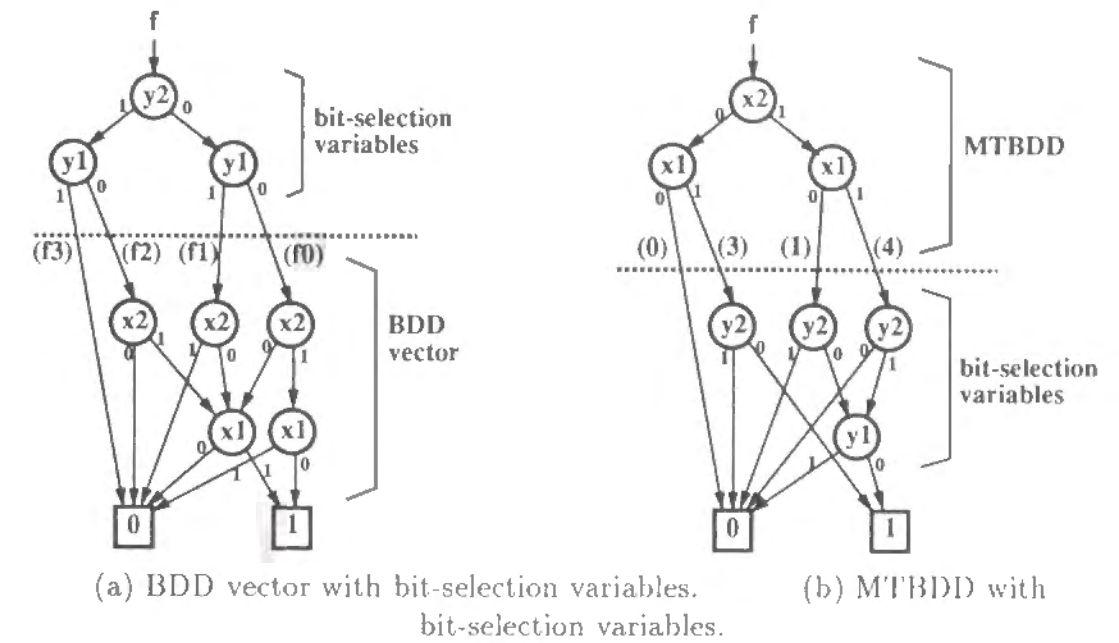 f
y2
1 0
bit-selection
variables
y1 y1
1 0 1 0
(f3) (f2) (f1) (f0)
x2 x2 x2
0 1 1 0 0 1
BDD
vector
x1 x1
0 1 1 0
0 1
f
x2
0 1
MTBDD
x1 x1
0 1 0 1
(0) (3) (1) (4)
y2 y2 y2
1 0 1 0 0 1
bit-selection
variables
y1
1 0
0 1
(a) BDD vector with bit-selection variables. (b) MTBDD with
bit-selection variables.